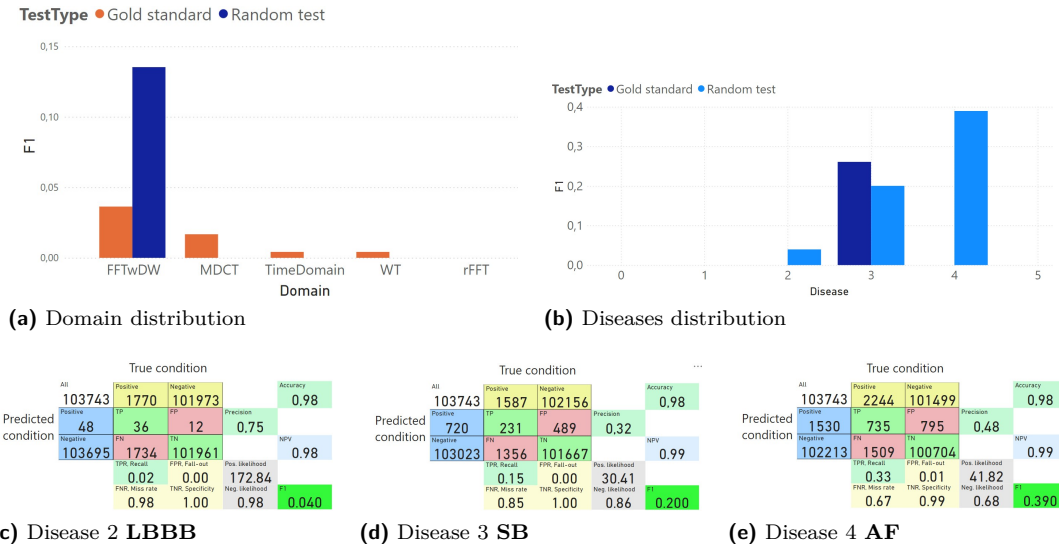 TestType Gold standard Random test
0,15
0,10
0,05
0,00
F1
FFTwDW MDCT TimeDomain WT rFFT
Domain
(a) Domain distribution
TestType Gold standard Random test
0,4
0,3
0,2
0,1
0,0
F1
0 1 2 3 4 5
Disease
(b) Diseases distribution
True condition
All Positive Negative Accuracy
103743 1770 101973 0,98
Predicted condition
Positive TP FP Precision
48 36 12 0,75
Negative FN TN NPV
103695 1734 101961 0.98
TPR, Recall FPR, Fall-out Pos. likelihood
0.02 0.00 172.84
FNR, Miss rate TNR, Specificity Neg. likelihood F1
0.98 1.00 0.98 0.040
c) Disease 2 LBBB
True condition
...
All Positive Negative Accuracy
103743 1587 102156 0,98
Predicted condition
Positive TP FP Precision
720 231 489 0,32
Negative FN TN NPV
103023 1356 101667 0.99
TPR, Recall FPR, Fall-out Pos. likelihood
0.15 0.00 30.41
FNR, Miss rate TNR, Specificity Neg. likelihood F1
0.85 1.00 0.86 0.200
(d) Disease 3 SB
True condition
All Positive Negative Accuracy
103743 2244 101499 0,98
Predicted condition
Positive TP FP Precision
1530 735 795 0,48
Negative FN TN NPV
102213 1509 100704 0.99
TPR, Recall FPR, Fall-out Pos. likelihood
0.33 0.01 41.82
FNR, Miss rate TNR, Specificity Neg. likelihood F1
0.67 0.99 0.68 0.390
(e) Disease 4 AF